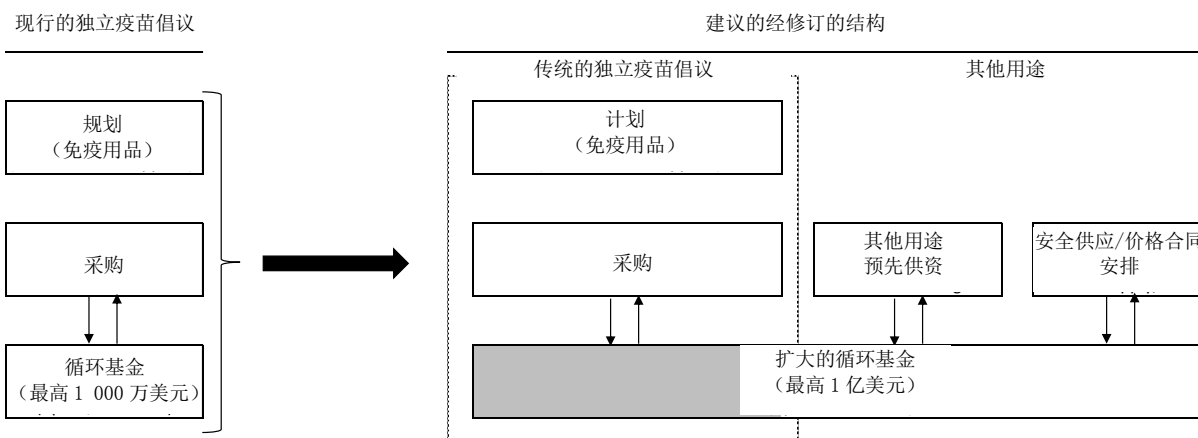 现行的独立疫苗倡议
建议的经修订的结构
传统的独立疫苗倡议
其他用途
规划
（免疫用品）
计划
（免疫用品）
采购
采购
其他用途
预先供资
安全供应/价格合同
安排
循环基金
（最高 1 000 万美元）
扩大的循环基金
（最高 1 亿美元）